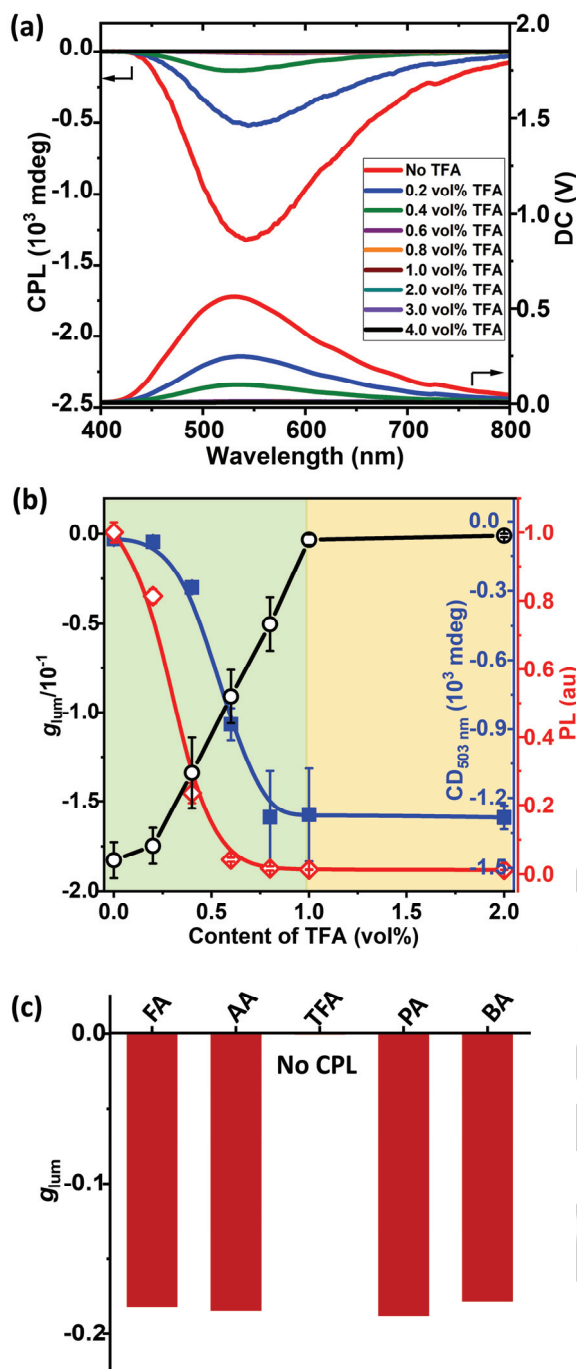 (a)
0.0
-0.5
-1.0
-1.5
-2.0
-2.5
CPL (10³ mdeg)
2.0
1.5
1.0
0.5
0.0
DC (V)
No TFA
0.2 vol% TFA
0.4 vol% TFA
0.6 vol% TFA
0.8 vol% TFA
1.0 vol% TFA
2.0 vol% TFA
3.0 vol% TFA
4.0 vol% TFA
400 500 600 700 800
Wavelength (nm)
(b)
0.0
-0.5
-1.0
-1.5
-2.0
glum/10⁻¹
0.0
-0.3
-0.6
-0.9
-1.2
-1.5
CD503 nm (10³ mdeg)
1.0
0.8
0.6
0.4
0.2
0.0
PL (au)
0.0 0.5 1.0 1.5 2.0
Content of TFA (vol%)
(c)
FA AA TFA PA BA
0.0
No CPL
-0.1
-0.2
glum